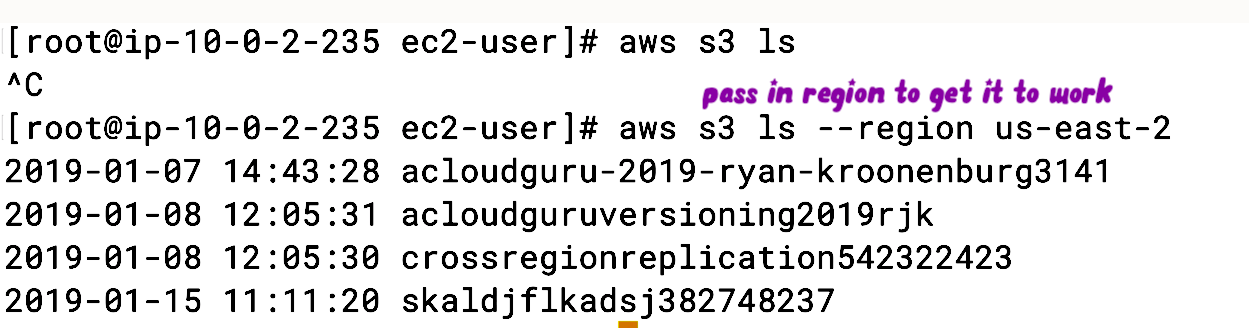 [root@ip-10-0-2-235 ec2-user]# aws s3 ls
^C
pass in region to get it to work
[root@ip-10-0-2-235 ec2-user]# aws s3 ls --region us-east-2
2019-01-07 14:43:28 acloudguru-2019-ryan-kroonenburg3141
2019-01-08 12:05:31 acloudguruversioning2019rjk
2019-01-08 12:05:30 crossregionreplication542322423
2019-01-15 11:11:20 skaldjflkadsj382748237